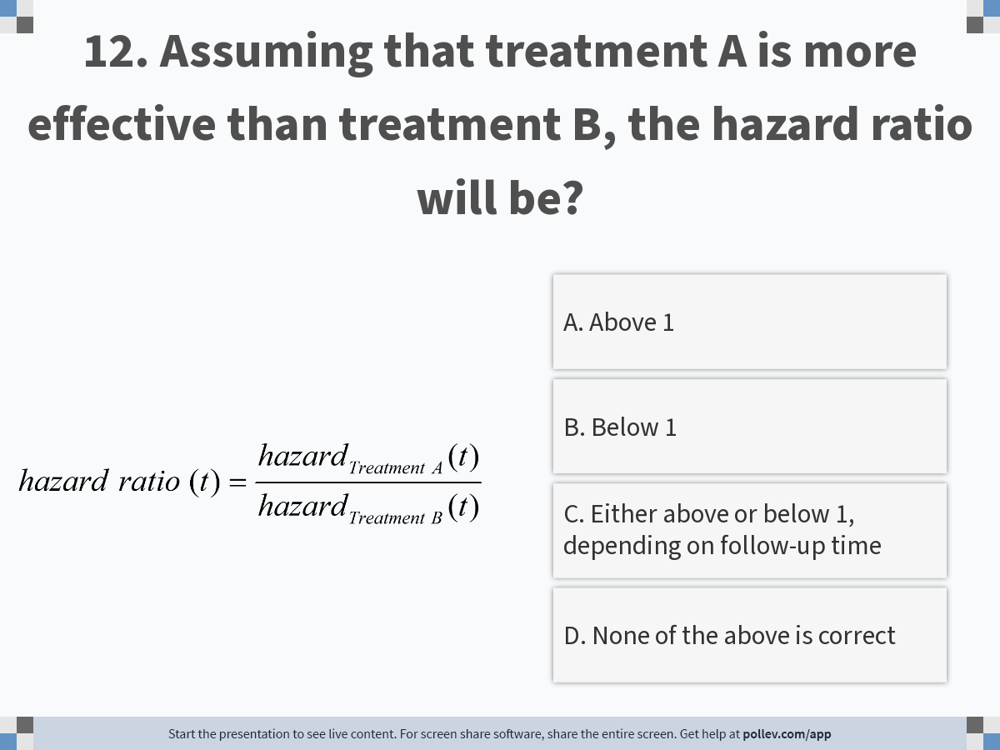 12. Assuming that treatment A is more
effective than treatment B, the hazard ratio
will be?
hazard ratio (t) = hazard Treatment A (t) / hazard Treatment B (t)
A. Above 1
B. Below 1
C. Either above or below 1,
depending on follow-up time
D. None of the above is correct
Start the presentation to see live content. For screen share software, share the entire screen. Get help at pollev.com/app